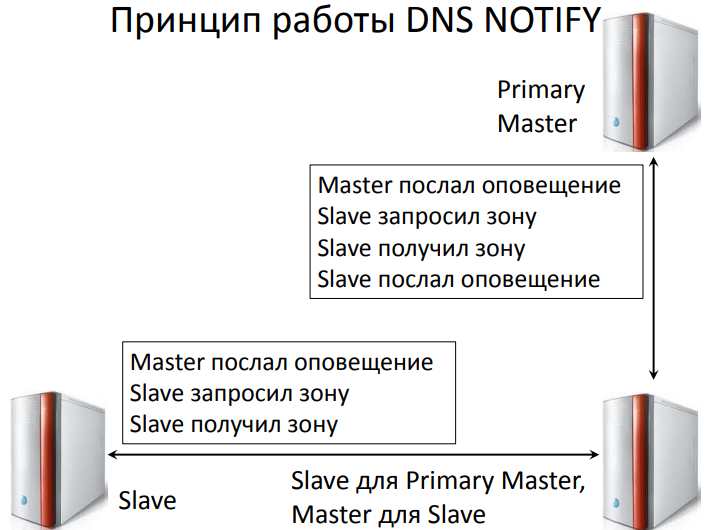 Принцип работы DNS NOTIFY
Primary
Master
Master послал оповещение
Slave запросил зону
Slave получил зону
Slave послал оповещение
Master послал оповещение
Slave запросил зону
Slave получил зону
Slave
Slave для Primary Master,
Master для Slave